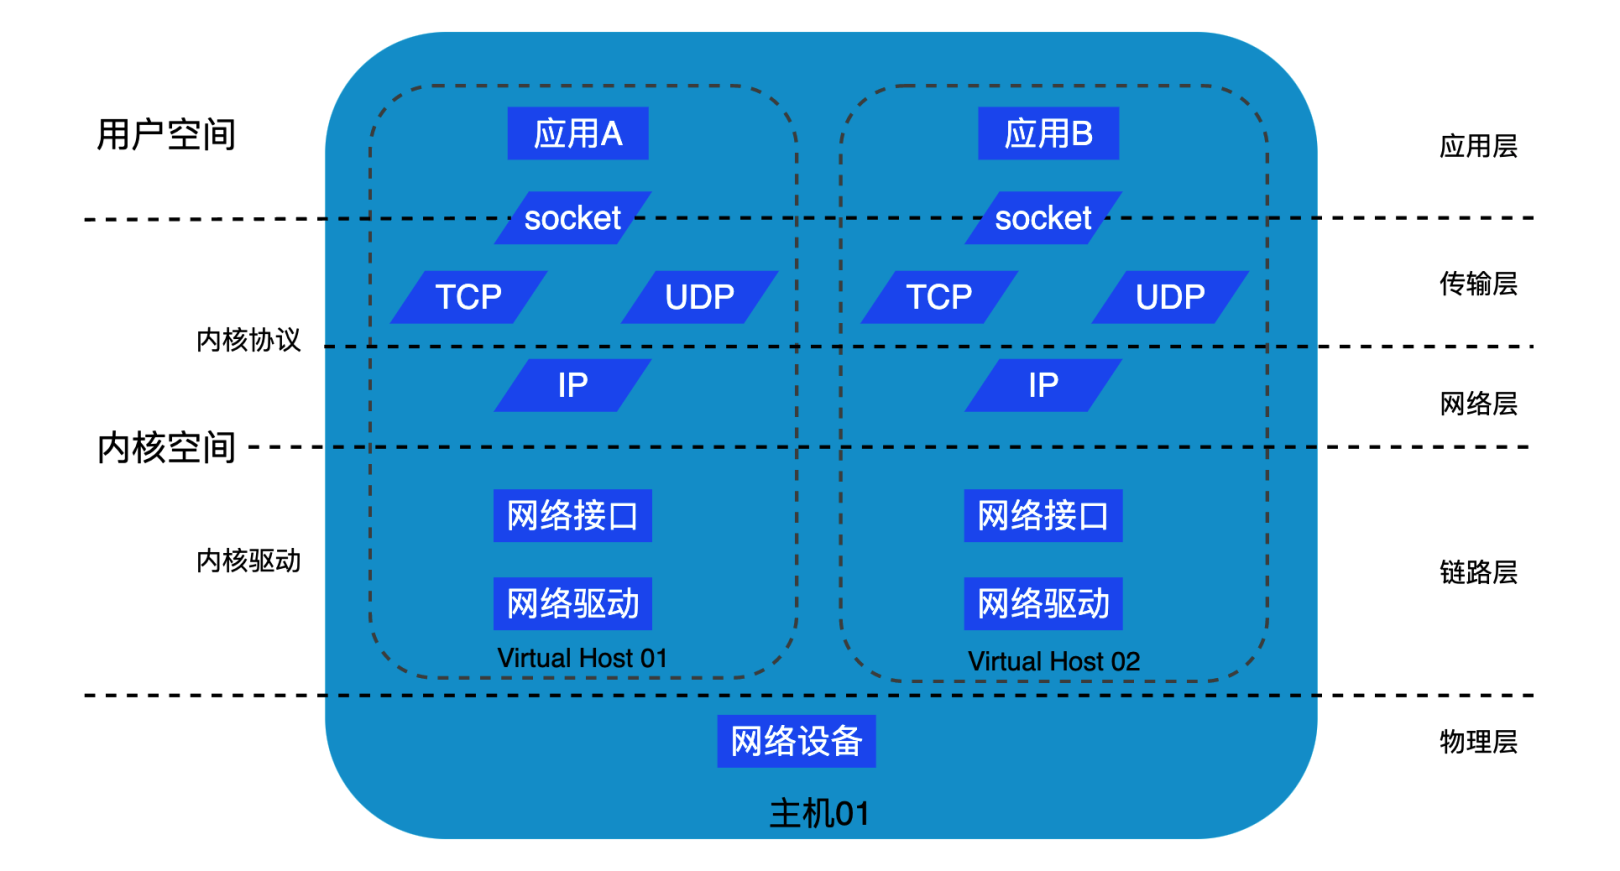 用户空间
应用A
应用B
应用层
socket
socket
TCP
UDP
TCP
UDP
传输层
内核协议
IP
IP
网络层
内核空间
网络接口
网络接口
内核驱动
链路层
网络驱动
网络驱动
Virtual Host 01
Virtual Host 02
网络设备
物理层
主机01